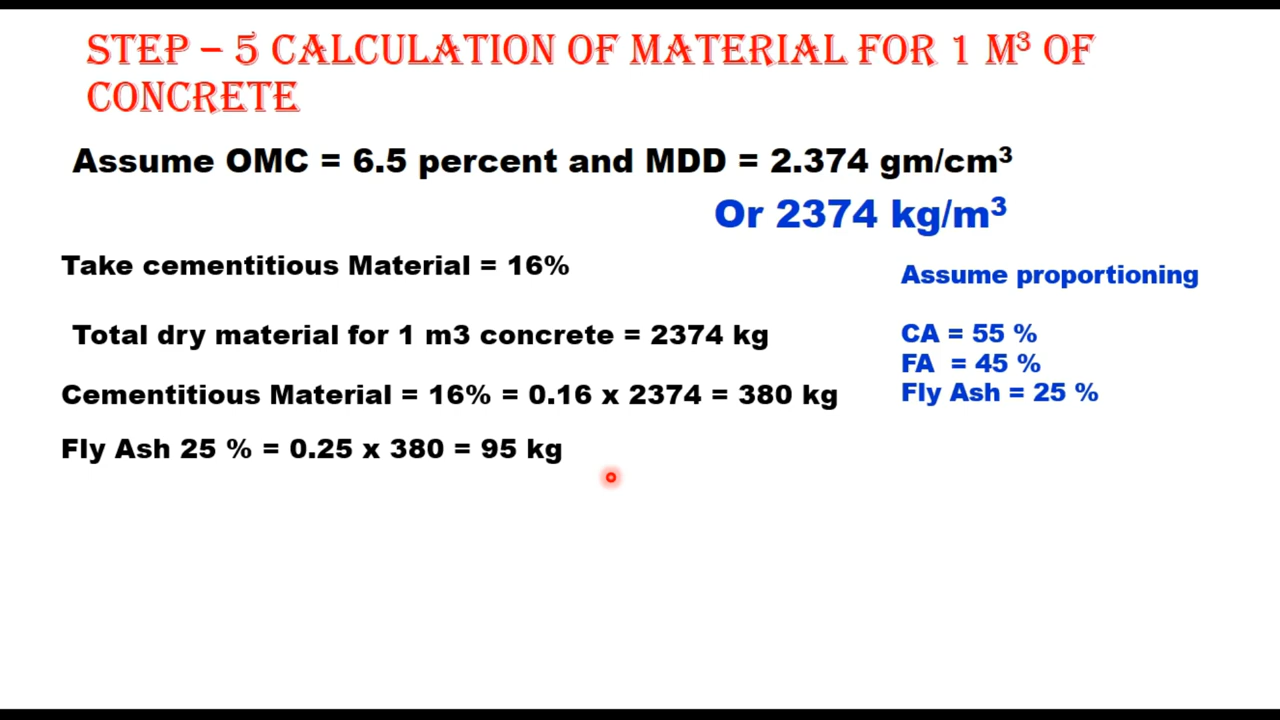 STEP – 5 CALCULATION OF MATERIAL FOR 1 M³ OF
CONCRETE
Assume OMC = 6.5 percent and MDD = 2.374 gm/cm³
Or 2374 kg/m³
Take cementitious Material = 16%
Assume proportioning
Total dry material for 1 m3 concrete = 2374 kg
CA = 55 %
FA = 45 %
Cementitious Material = 16% = 0.16 x 2374 = 380 kg
Fly Ash = 25 %
Fly Ash 25 % = 0.25 x 380 = 95 kg